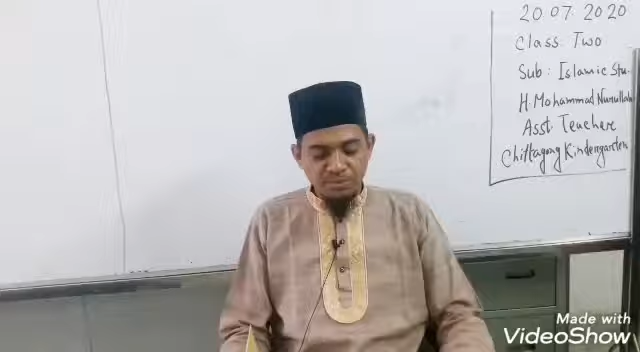 20 07 2020
Class: Two
Sub: Islamic Stu.
H. Mohammad Nurullah
Asst. Teacher
Chittagong Kindergarten
Made with
VideoShow